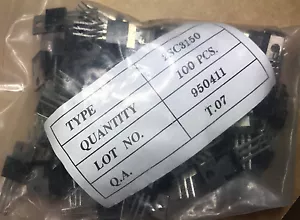 TYPE 2SC3150
QUANTITY 100 PCS.
LOT NO. 950411
Q.A. T.07